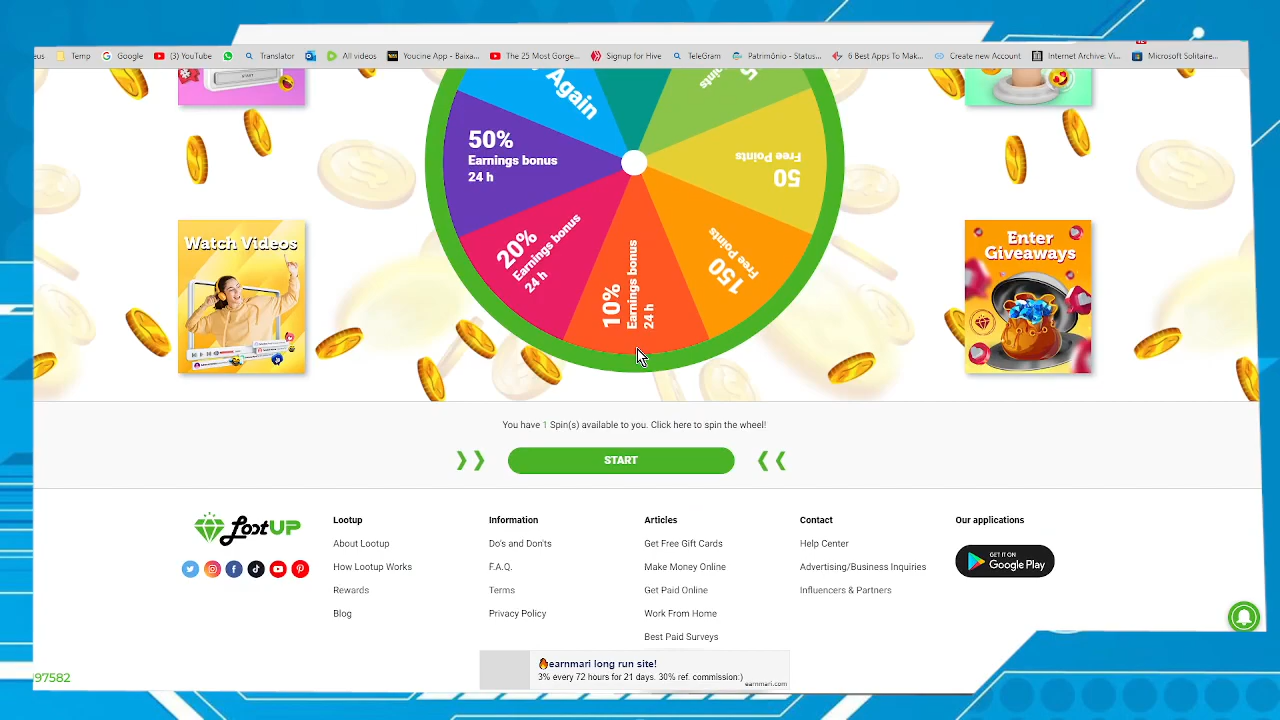 eus
Temp
Google
(3) YouTube
Translator
All videos
Youcine App - Baixa...
The 25 Most Gorge...
Signup for Hive
TeleGram
Patrimônio - Status...
6 Best Apps To Mak...
Create new Account
Internet Archive: Vi...
Microsoft Solitaire...
START
Again
5
Points
50%
Earnings bonus
24 h
50
Free Points
20%
Earnings bonus
24 h
10%
Earnings bonus
24 h
150
Free Points
Watch Videos
Enter
Giveaways
You have 1 Spin(s) available to you. Click here to spin the wheel!
START
LootUP
Lootup
About Lootup
How Lootup Works
Rewards
Blog
Information
Do's and Don'ts
F.A.Q.
Terms
Privacy Policy
Articles
Get Free Gift Cards
Make Money Online
Get Paid Online
Work From Home
Best Paid Surveys
Contact
Help Center
Advertising/Business Inquiries
Influencers & Partners
Our applications
GET IT ON
Google Play
earnmari long run site!
3% every 72 hours for 21 days. 30% ref. commission:)
earnmari.com
97582